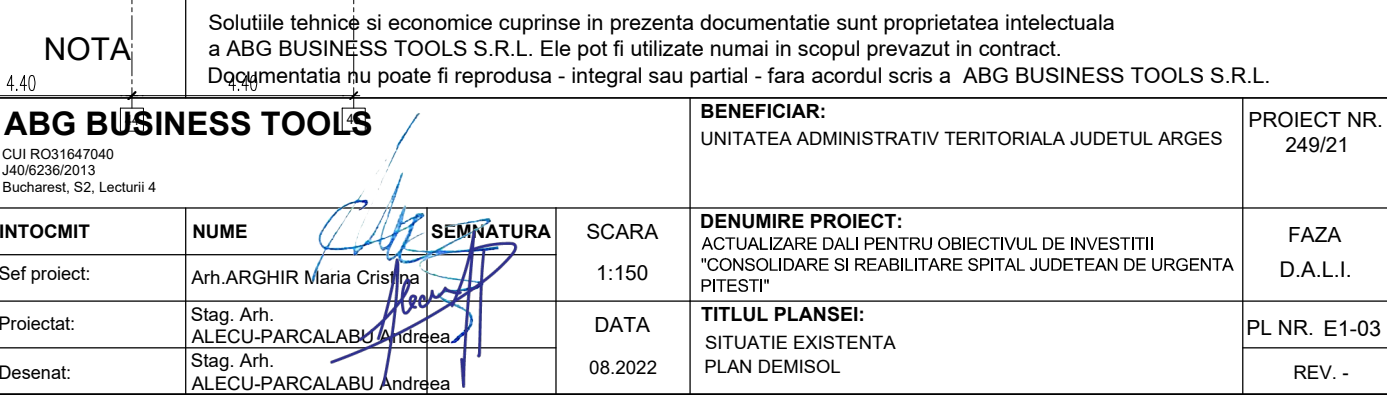 Solutiile tehnice si economice cuprinse in prezenta documentatie sunt proprietatea intelectuala
NOTA
a ABG BUSINESS TOOLS S.R.L. Ele pot fi utilizate numai in scopul prevazut in contract.
Documentatia nu poate fi reprodusa - integral sau partial - fara acordul scris a ABG BUSINESS TOOLS S.R.L.
4.40
4.40
ABG BUSINESS TOOLS
CUI RO31647040
J40/6236/2013
Bucharest, S2, Lecturii 4
BENEFICIAR:
UNITATEA ADMINISTRATIV TERITORIALA JUDETUL ARGES
PROIECT NR.
249/21
INTOCMIT
NUME
SEMNATURA
SCARA
1:150
DENUMIRE PROIECT:
ACTUALIZARE DALI PENTRU OBIECTIVUL DE INVESTITII
"CONSOLIDARE SI REABILITARE SPITAL JUDETEAN DE URGENTA
PITESTI"
FAZA
D.A.L.I.
Sef proiect:
Arh.ARGHIR Maria Cristina
Proiectat:
Stag. Arh.
ALECU-PARCALABU Andreea
DATA
08.2022
TITLUL PLANSEI:
SITUATIE EXISTENTA
PLAN DEMISOL
PL NR. E1-03
Desenat:
Stag. Arh.
ALECU-PARCALABU Andreea
REV. -